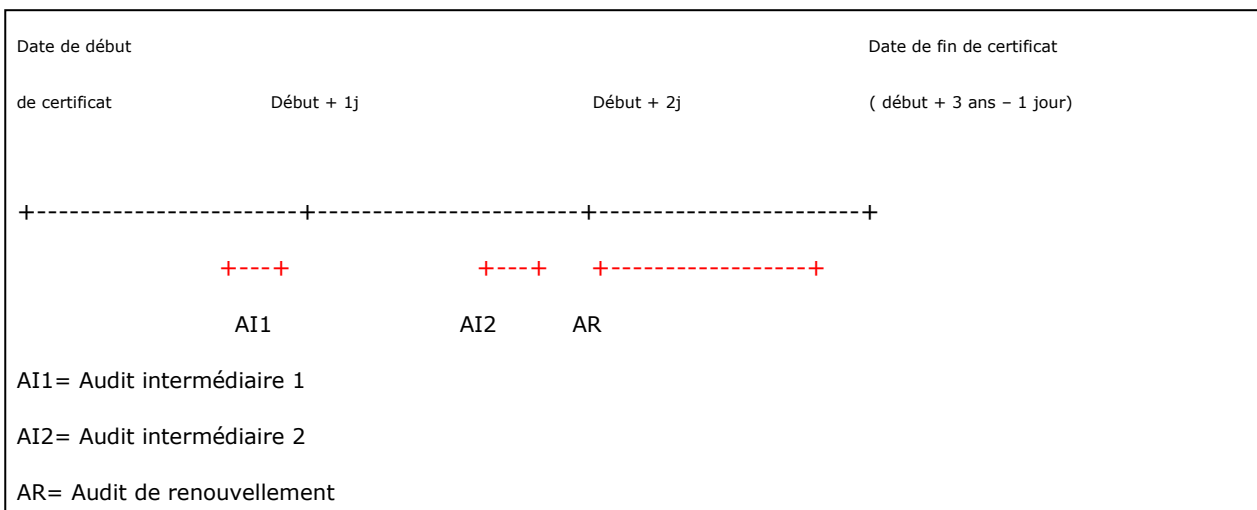 Date de début Date de fin de certificat
de certificat Début + 1j Début + 2j ( début + 3 ans – 1 jour)
+------------------------+------------------------+------------------------+
+----+ +---+ +-----------------+
AI1 AI2 AR
AI1= Audit intermédiaire 1
AI2= Audit intermédiaire 2
AR= Audit de renouvellement